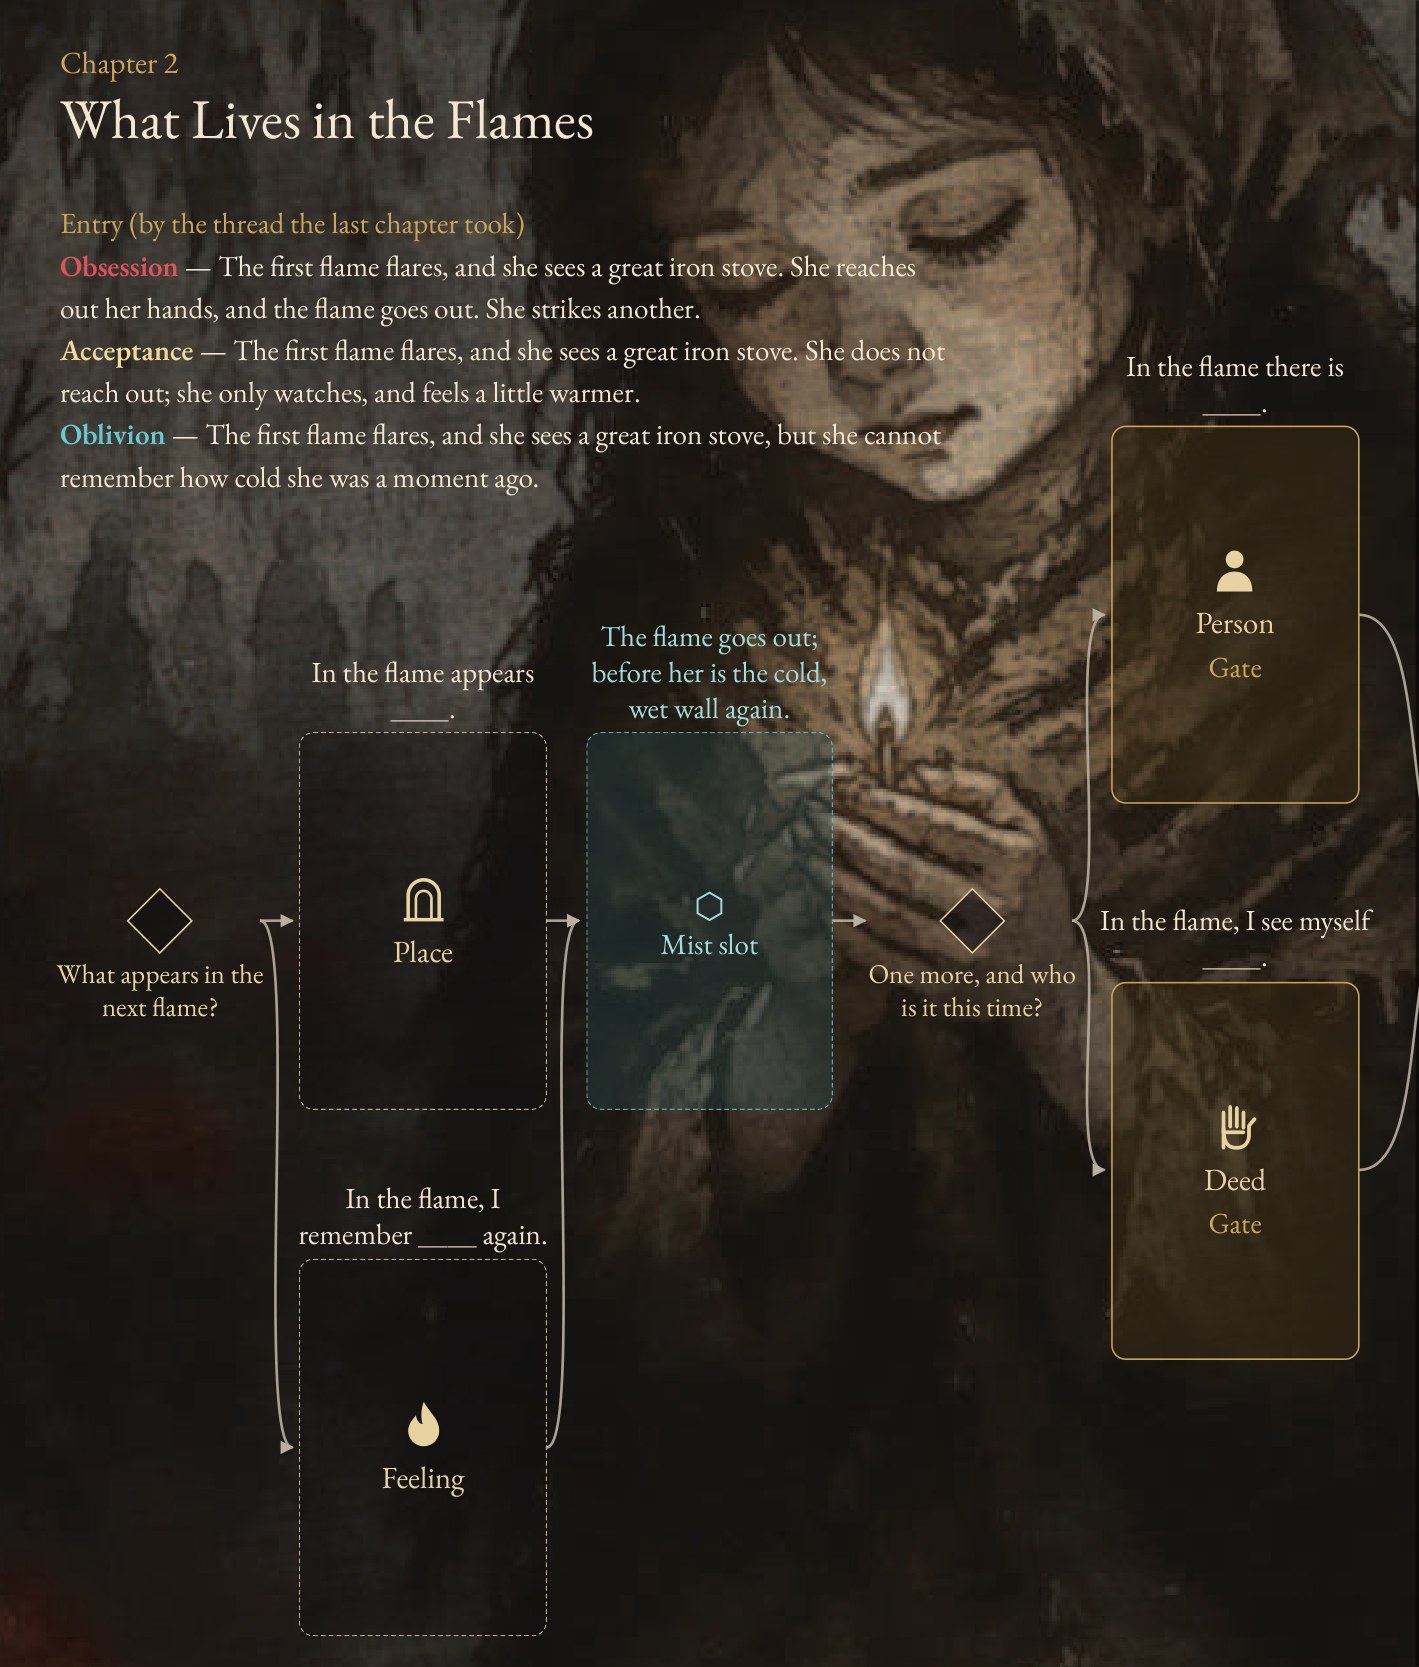 Chapter 2
What Lives in the Flames
Entry (by the thread the last chapter took)
Obsession — The first flame flares, and she sees a great iron stove. She reaches
out her hands, and the flame goes out. She strikes another.
Acceptance — The first flame flares, and she sees a great iron stove. She does not
reach out; she only watches, and feels a little warmer.
Oblivion — The first flame flares, and she sees a great iron stove, but she cannot
remember how cold she was a moment ago.
What appears in the
next flame?
In the flame appears
____.
Place
In the flame, I
remember ____ again.
Feeling
The flame goes out;
before her is the cold,
wet wall again.
Mist slot
One more, and who
is it this time?
In the flame there is
____.
Person
Gate
In the flame, I see myself
____.
Deed
Gate